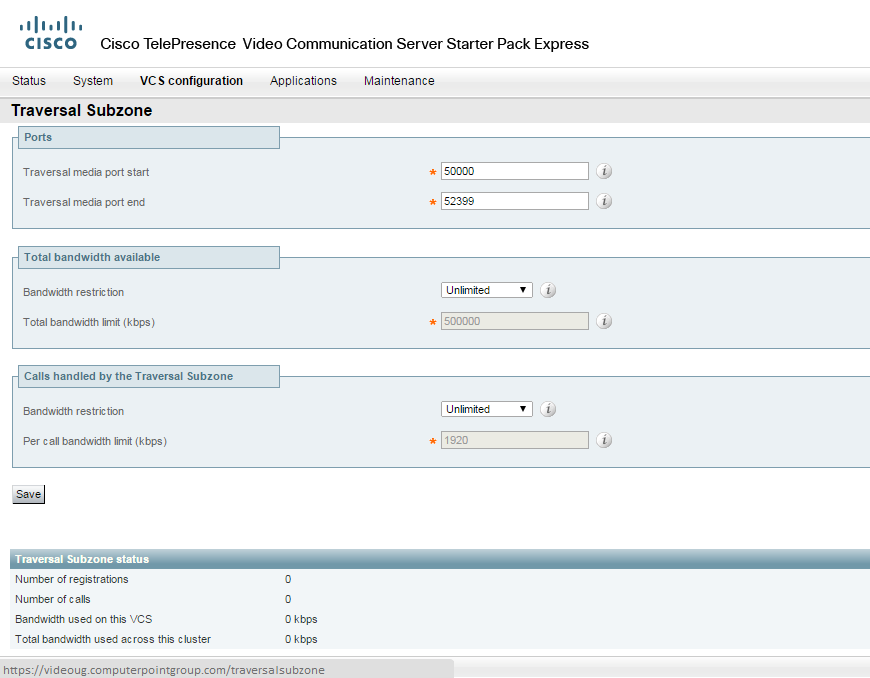 CISCO Cisco TelePresence Video Communication Server Starter Pack Express
Status System VCS configuration Applications Maintenance
Traversal Subzone
Ports
Traversal media port start * 50000 i
Traversal media port end * 52399 i
Total bandwidth available
Bandwidth restriction Unlimited ▼ i
Total bandwidth limit (kbps) * 500000 i
Calls handled by the Traversal Subzone
Bandwidth restriction Unlimited ▼ i
Per call bandwidth limit (kbps) * 1920 i
Save
Traversal Subzone status
Number of registrations 0
Number of calls 0
Bandwidth used on this VCS 0 kbps
Total bandwidth used across this cluster 0 kbps
https://videoug.computerpointgroup.com/traversalsubzone